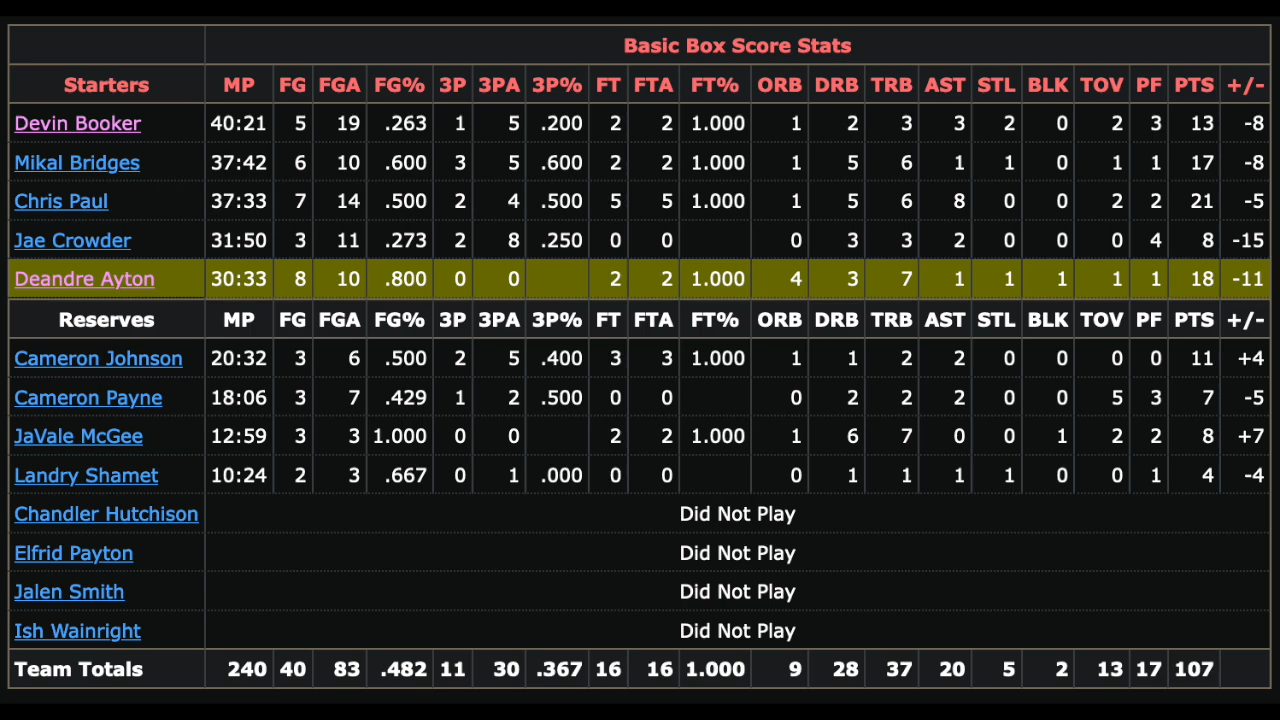 Basic Box Score Stats
Starters MP FG FGA FG% 3P 3PA 3P% FT FTA FT% ORB DRB TRB AST STL BLK TOV PF PTS +/-
Devin Booker 40:21 5 19 .263 1 5 .200 2 2 1.000 1 2 3 3 2 0 2 3 13 -8
Mikal Bridges 37:42 6 10 .600 3 5 .600 2 2 1.000 1 5 6 1 1 0 1 1 17 -8
Chris Paul 37:33 7 14 .500 2 4 .500 5 5 1.000 1 5 6 8 0 0 2 2 21 -5
Jae Crowder 31:50 3 11 .273 2 8 .250 0 0 0 3 3 2 0 0 0 4 8 -15
Deandre Ayton 30:33 8 10 .800 0 0 2 2 1.000 4 3 7 1 1 1 1 1 18 -11
Reserves MP FG FGA FG% 3P 3PA 3P% FT FTA FT% ORB DRB TRB AST STL BLK TOV PF PTS +/-
Cameron Johnson 20:32 3 6 .500 2 5 .400 3 3 1.000 1 1 2 2 0 0 0 0 11 +4
Cameron Payne 18:06 3 7 .429 1 2 .500 0 0 0 2 2 2 0 0 5 3 7 -5
JaVale McGee 12:59 3 3 1.000 0 0 2 2 1.000 1 6 7 0 0 1 2 2 8 +7
Landry Shamet 10:24 2 3 .667 0 1 .000 0 0 0 1 1 1 1 0 0 1 4 -4
Chandler Hutchison Did Not Play
Elfrid Payton Did Not Play
Jalen Smith Did Not Play
Ish Wainright Did Not Play
Team Totals 240 40 83 .482 11 30 .367 16 16 1.000 9 28 37 20 5 2 13 17 107